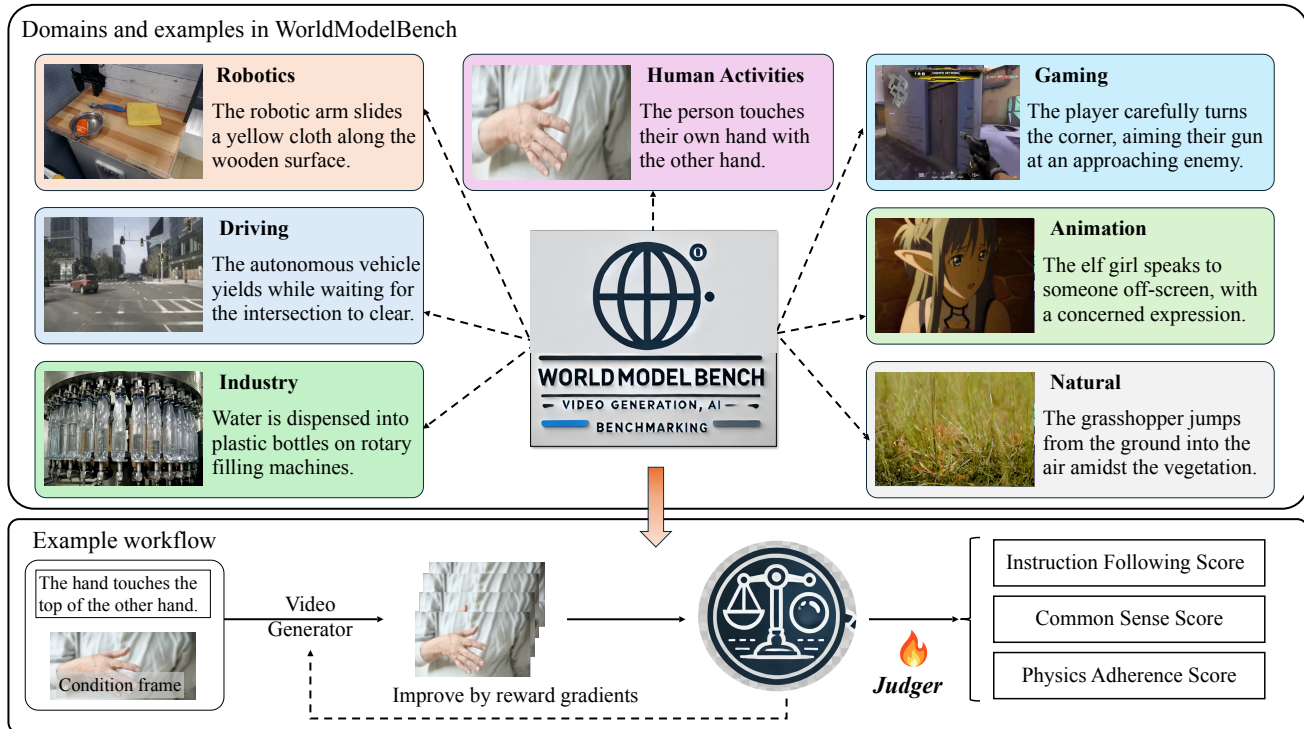 Domains and examples in WorldModelBench
Robotics
The robotic arm slides
a yellow cloth along the
wooden surface.
Human Activities
The person touches
their own hand with
the other hand.
Gaming
The player carefully turns
the corner, aiming their gun
at an approaching enemy.
Driving
The autonomous vehicle
yields while waiting for
the intersection to clear.
Animation
The elf girl speaks to
someone off-screen, with
a concerned expression.
Industry
Water is dispensed into
plastic bottles on rotary
filling machines.
WORLD MODEL BENCH
VIDEO GENERATION, AI
BENCHMARKING
Natural
The grasshopper jumps
from the ground into the
air amidst the vegetation.
Example workflow
The hand touches the
top of the other hand.
Condition frame
Video
Generator
Improve by reward gradients
Judger
Instruction Following Score
Common Sense Score
Physics Adherence Score